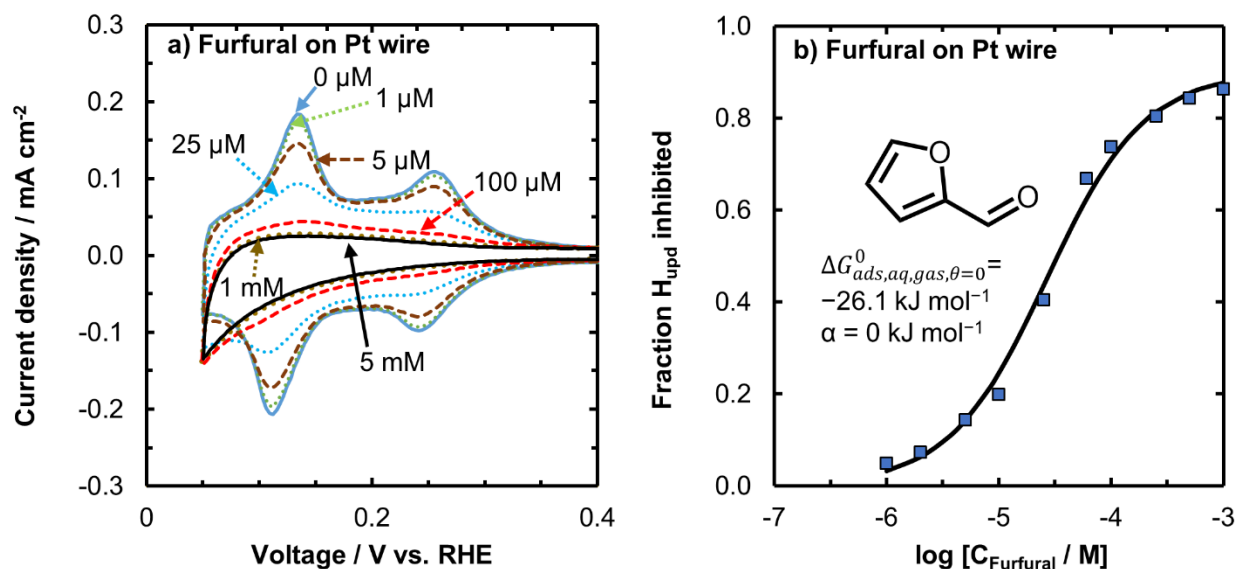 a) Furfural on Pt wire
0 µM
1 µM
25 µM
5 µM
100 µM
1 mM
5 mM
0.3
0.2
0.1
0.0
-0.1
-0.2
-0.3
0
0.2
0.4
Current density / mA cm⁻²
Voltage / V vs. RHE
b) Furfural on Pt wire
O
O
ΔG⁰ads,aq,gas,θ=0=
−26.1 kJ mol⁻¹
α = 0 kJ mol⁻¹
1.0
0.8
0.6
0.4
0.2
0.0
-7
-6
-5
-4
-3
Fraction Hupd inhibited
log [CFurfural / M]